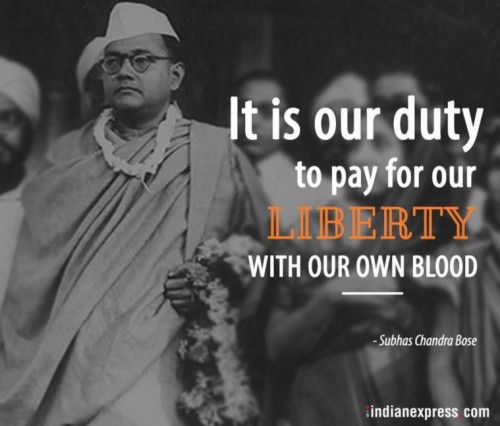 It is our duty
to pay for our
LIBERTY
WITH OUR OWN BLOOD
- Subhas Chandra Bose
indianexpress.com